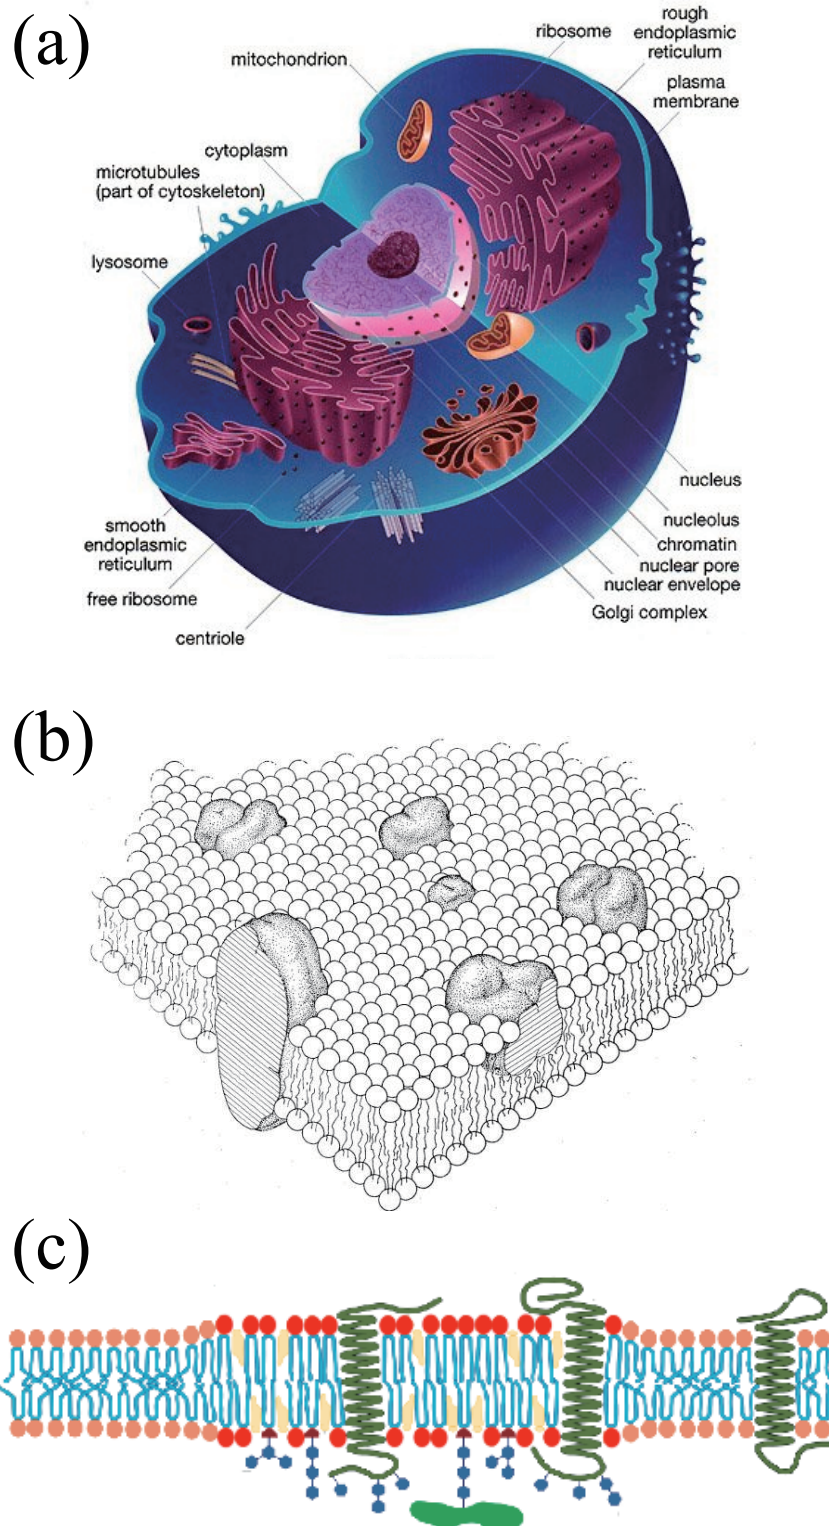 (a)
ribosome
rough
endoplasmic
reticulum
mitochondrion
plasma
membrane
cytoplasm
microtubules
(part of cytoskeleton)
lysosome
nucleus
smooth
endoplasmic
reticulum
nucleolus
chromatin
nuclear pore
nuclear envelope
free ribosome
Golgi complex
centriole
(b)
(c)